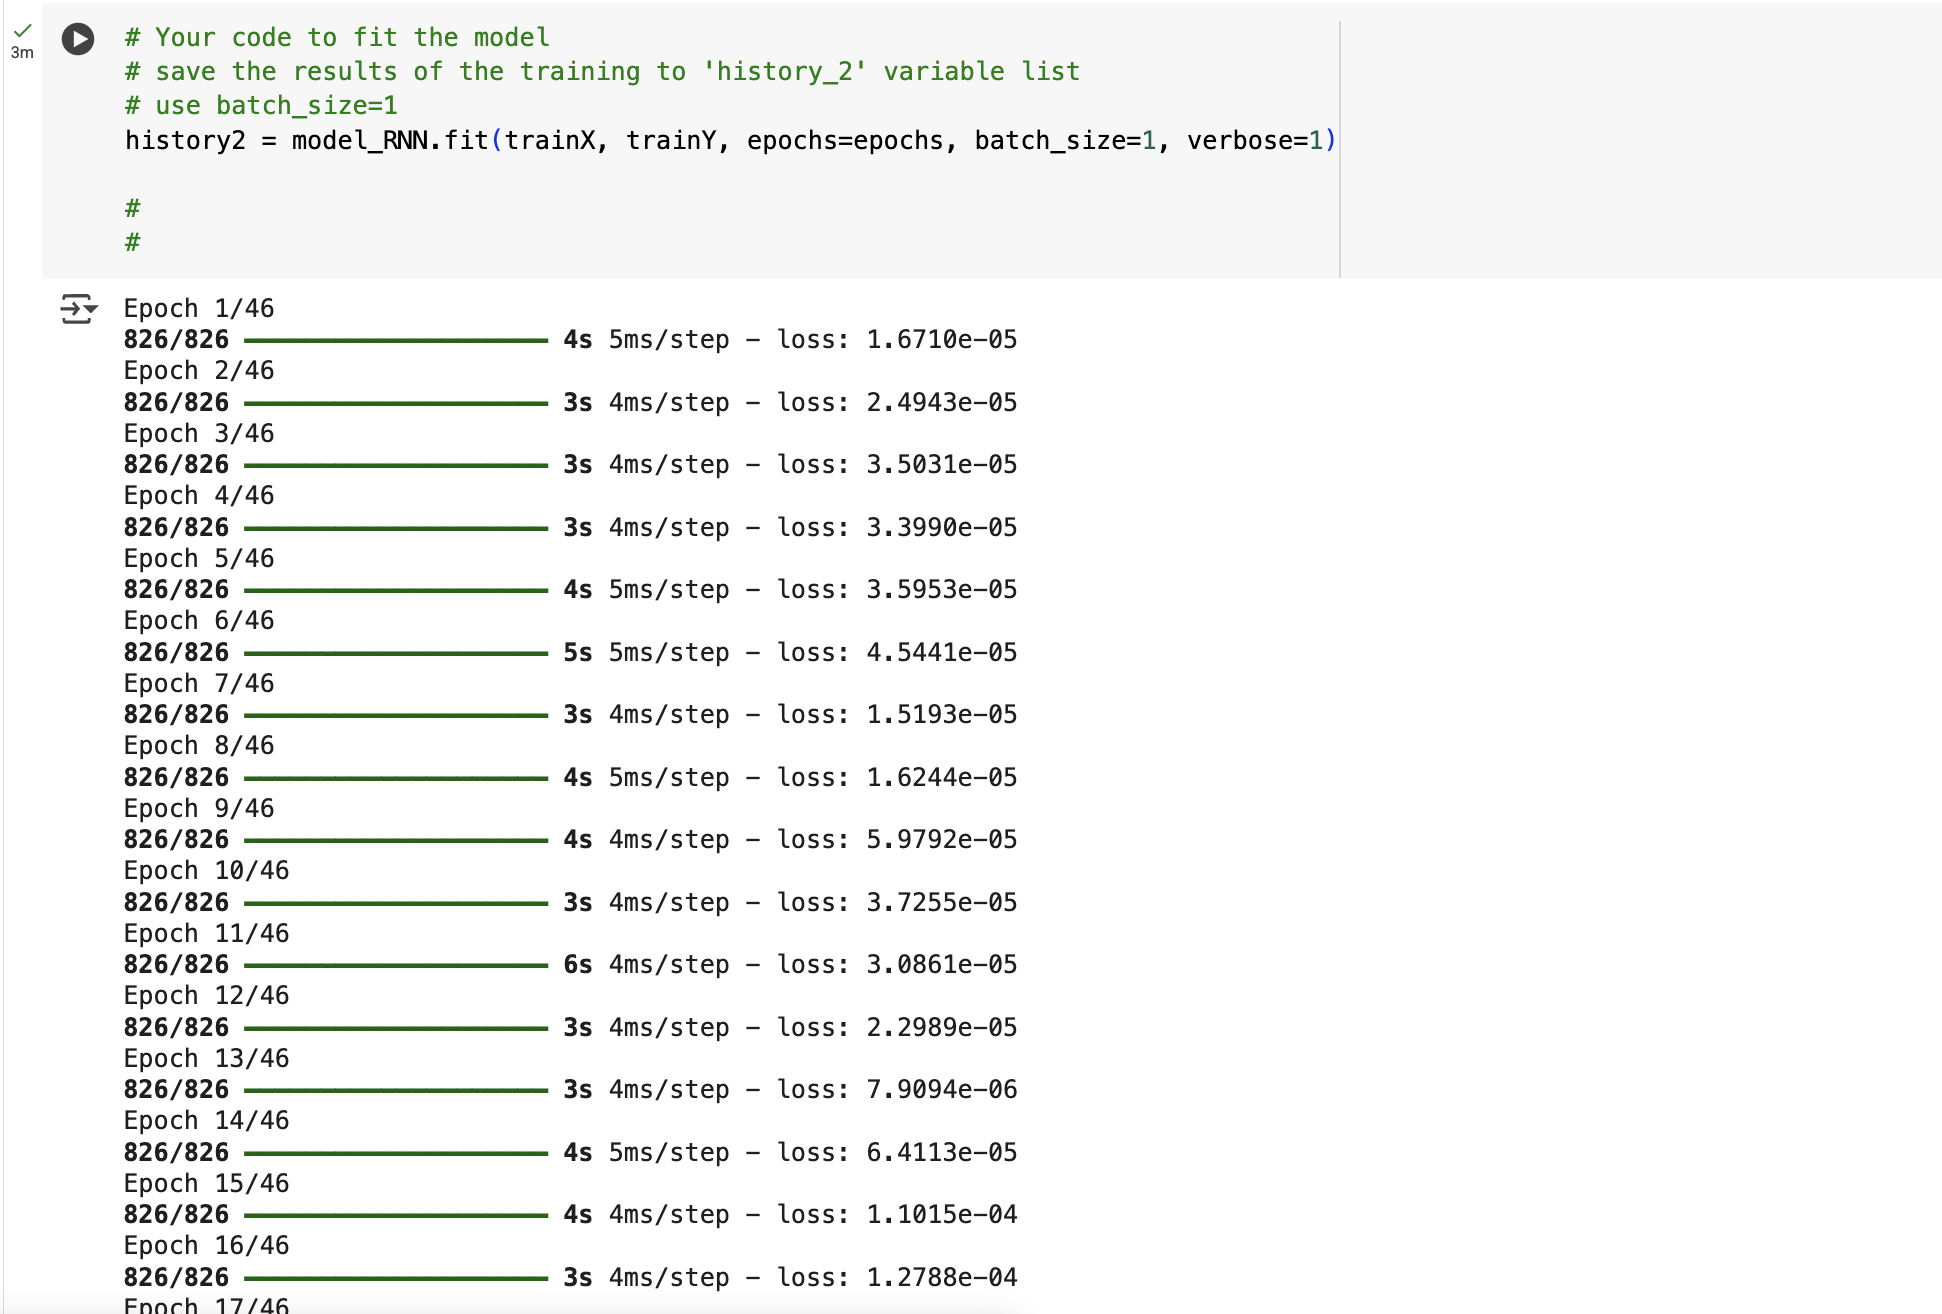 3m
# Your code to fit the model
# save the results of the training to 'history_2' variable list
# use batch_size=1
history2 = model_RNN.fit(trainX, trainY, epochs=epochs, batch_size=1, verbose=1)
#
#
Epoch 1/46
826/826 ━━━━━━━━━━━━━━━━━━━━ 4s 5ms/step - loss: 1.6710e-05
Epoch 2/46
826/826 ━━━━━━━━━━━━━━━━━━━━ 3s 4ms/step - loss: 2.4943e-05
Epoch 3/46
826/826 ━━━━━━━━━━━━━━━━━━━━ 3s 4ms/step - loss: 3.5031e-05
Epoch 4/46
826/826 ━━━━━━━━━━━━━━━━━━━━ 3s 4ms/step - loss: 3.3990e-05
Epoch 5/46
826/826 ━━━━━━━━━━━━━━━━━━━━ 4s 5ms/step - loss: 3.5953e-05
Epoch 6/46
826/826 ━━━━━━━━━━━━━━━━━━━━ 5s 5ms/step - loss: 4.5441e-05
Epoch 7/46
826/826 ━━━━━━━━━━━━━━━━━━━━ 3s 4ms/step - loss: 1.5193e-05
Epoch 8/46
826/826 ━━━━━━━━━━━━━━━━━━━━ 4s 5ms/step - loss: 1.6244e-05
Epoch 9/46
826/826 ━━━━━━━━━━━━━━━━━━━━ 4s 4ms/step - loss: 5.9792e-05
Epoch 10/46
826/826 ━━━━━━━━━━━━━━━━━━━━ 3s 4ms/step - loss: 3.7255e-05
Epoch 11/46
826/826 ━━━━━━━━━━━━━━━━━━━━ 6s 4ms/step - loss: 3.0861e-05
Epoch 12/46
826/826 ━━━━━━━━━━━━━━━━━━━━ 3s 4ms/step - loss: 2.2989e-05
Epoch 13/46
826/826 ━━━━━━━━━━━━━━━━━━━━ 3s 4ms/step - loss: 7.9094e-06
Epoch 14/46
826/826 ━━━━━━━━━━━━━━━━━━━━ 4s 5ms/step - loss: 6.4113e-05
Epoch 15/46
826/826 ━━━━━━━━━━━━━━━━━━━━ 4s 4ms/step - loss: 1.1015e-04
Epoch 16/46
826/826 ━━━━━━━━━━━━━━━━━━━━ 3s 4ms/step - loss: 1.2788e-04
Epoch 17/46